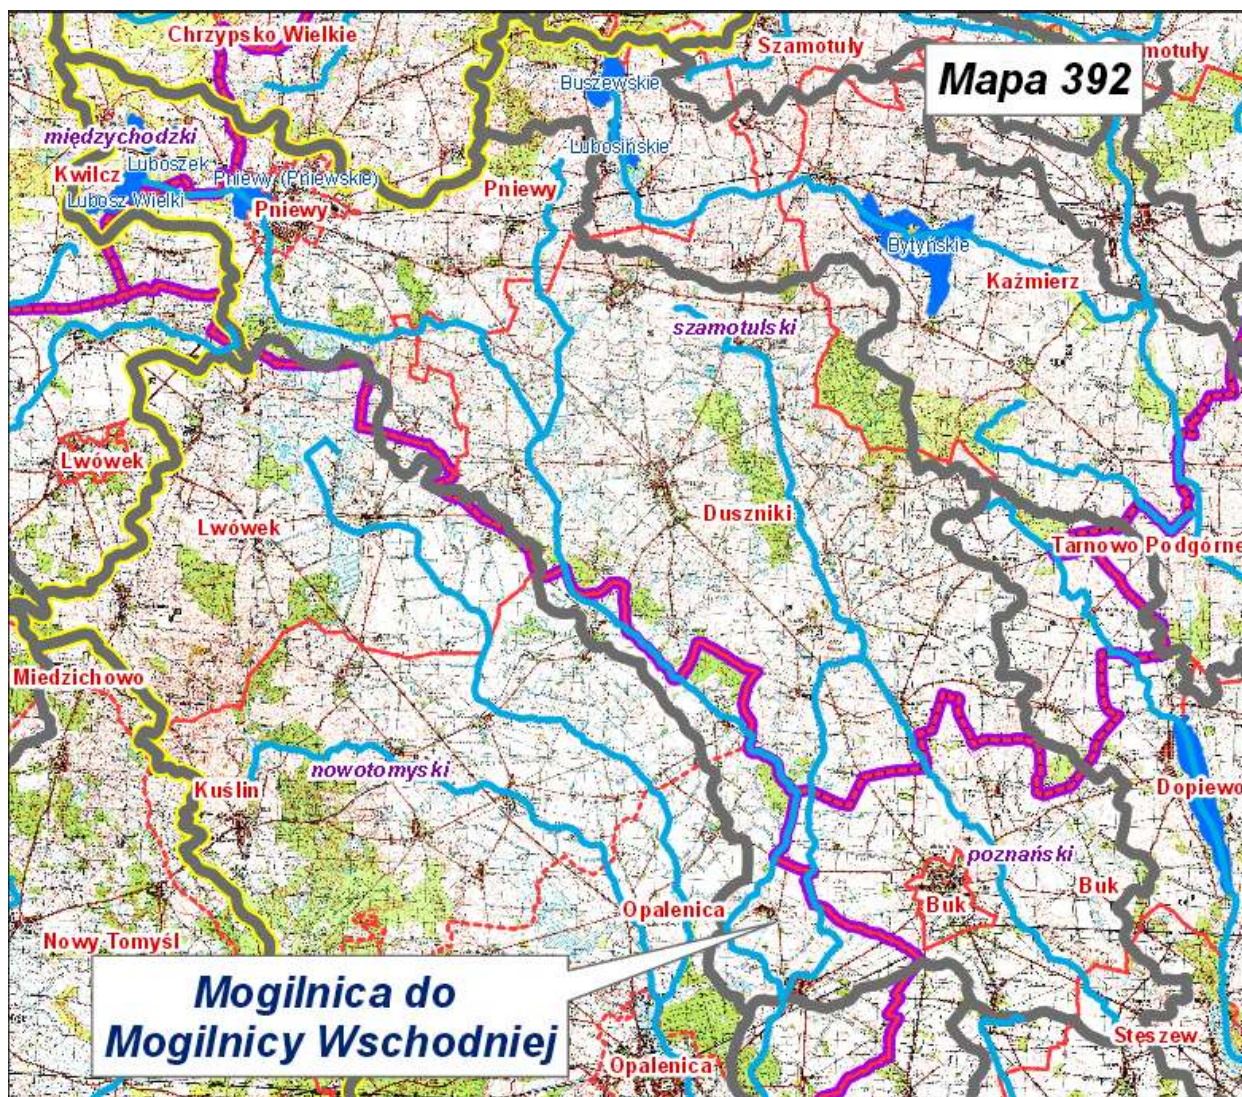 Chrzypsko Wielkie
Szamotuły
motuły
Mapa 392
Buszewskie
międzychodzki
Luboszek
Lubosińskie
Kwilcz
Pniewy (Pniewskie)
Pniewy
Lubosz Wielki
Pniewy
Bytyńskie
Kaźmierz
szamotulski
Lwówek
Lwówek
Duszniki
Tarnowo Podgórne
Miedzichowo
nowotomyski
Kuślin
Dopiewo
poznański
Buk
Buk
Opalenica
Nowy Tomyśl
Mogilnica do
Mogilnicy Wschodniej
Stęszew
Opalenica